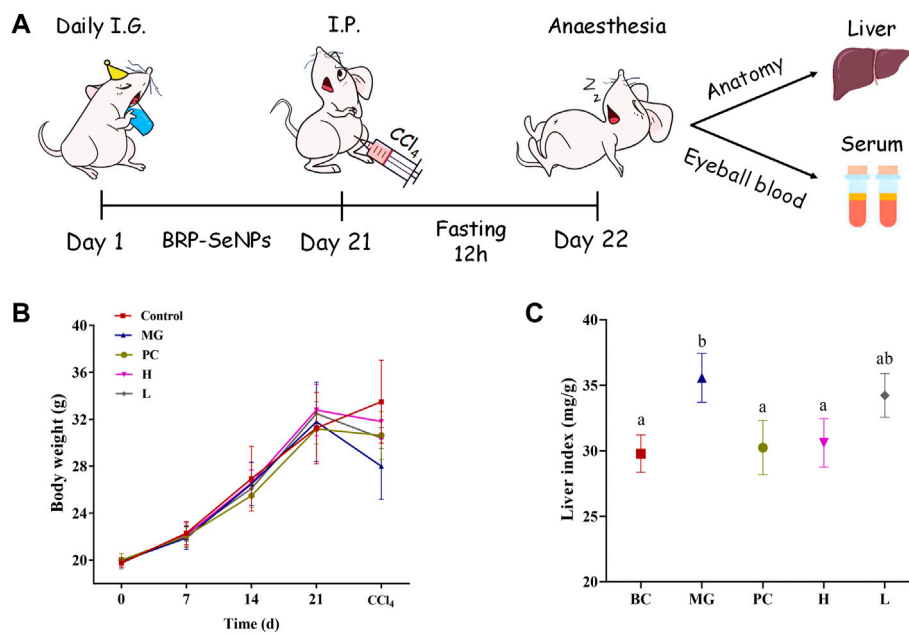 A
Daily I.G.
I.P.
Anaesthesia
Liver
Z
z
Anatomy
CCl₄
Eyeball blood
Serum
Day 1
BRP-SeNPs
Day 21
Fasting
12h
Day 22
B
Control
MG
PC
H
L
40
36
32
28
24
20
Body weight (g)
0
7
14
21
CCl₄
Time (d)
C
40
35
30
25
20
Liver index (mg/g)
a
b
a
a
ab
BC
MG
PC
H
L